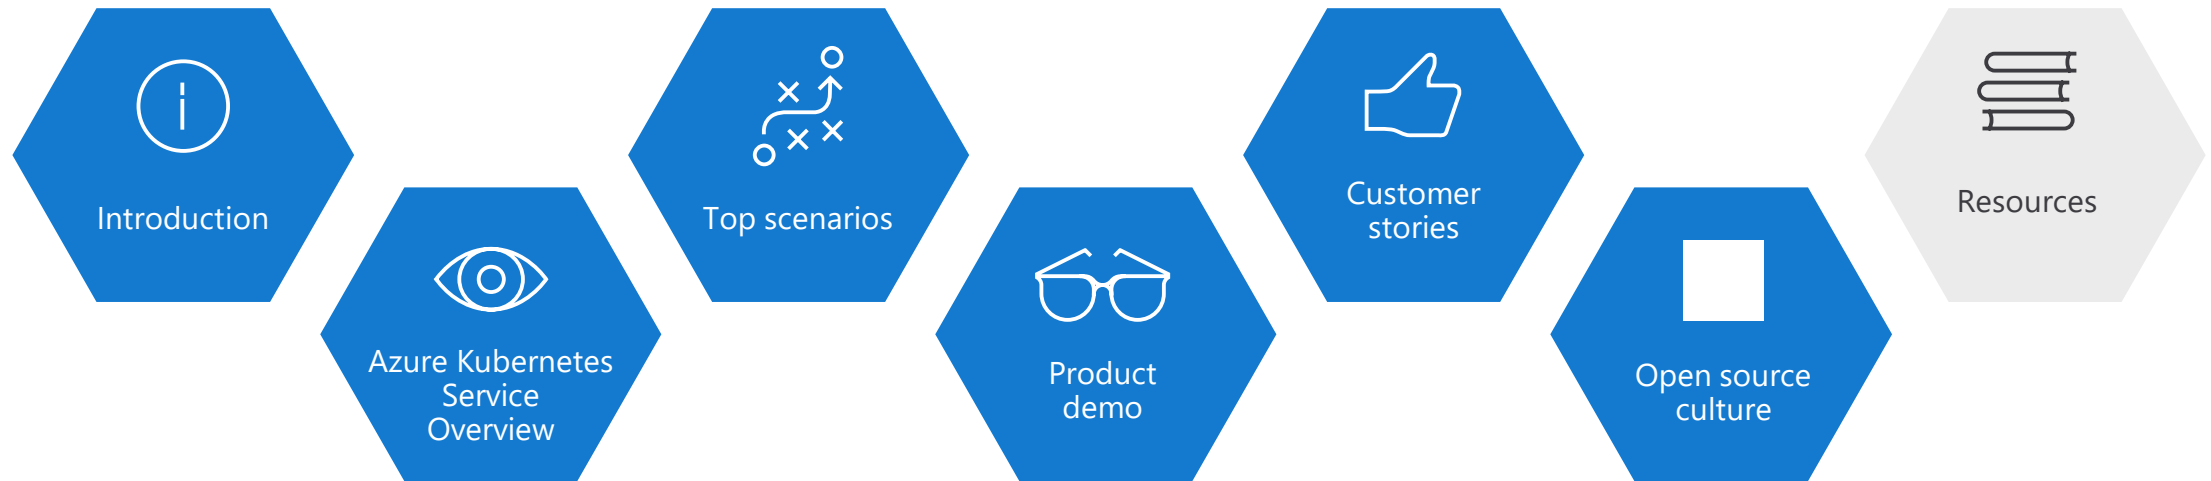 Introduction
Azure Kubernetes
Service
Overview
Top scenarios
Product
demo
Customer
stories
Open source
culture
Resources